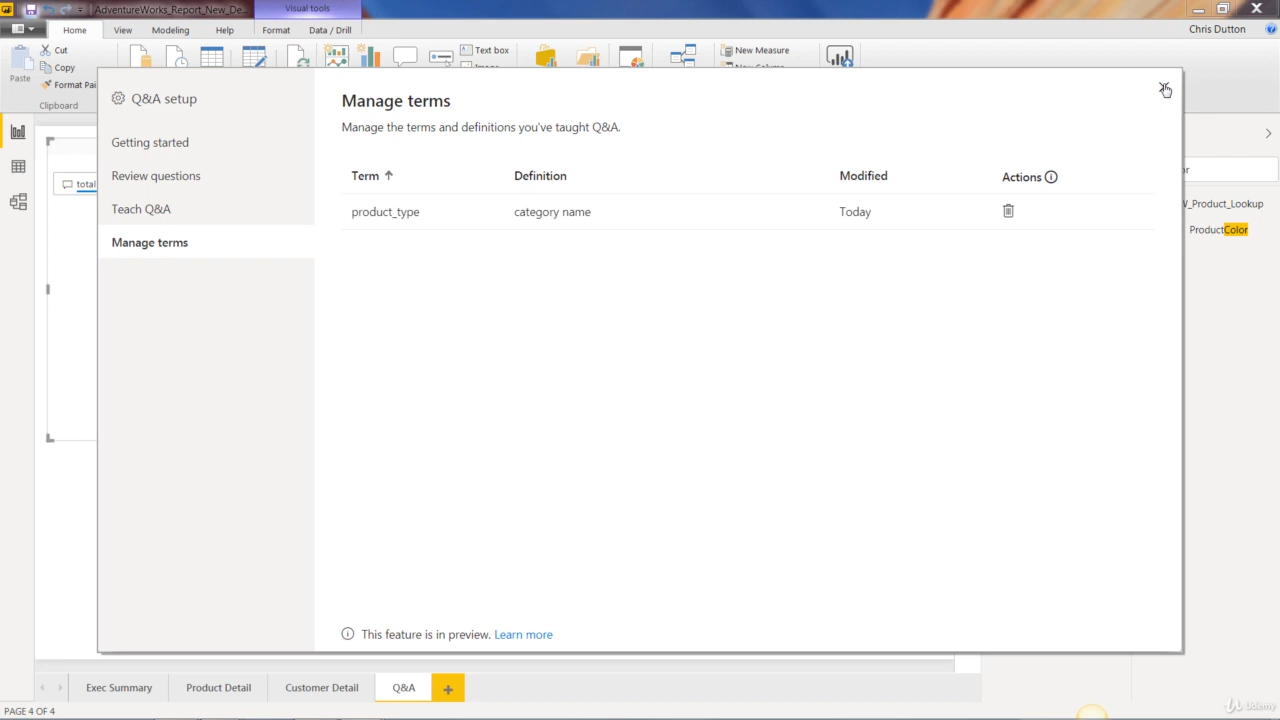 AdventureWorks_Report_New_De...
Visual tools
Home
View
Modeling
Help
Format
Data / Drill
Chris Dutton
Paste
Cut
Copy
Format Pai
Clipboard
Text box
New Measure
Q&A setup
Getting started
Review questions
Teach Q&A
Manage terms
Manage terms
Manage the terms and definitions you've taught Q&A.
Term Definition Modified Actions
product_type category name Today
This feature is in preview. Learn more
total
or
V_Product_Lookup
ProductColor
Exec Summary
Product Detail
Customer Detail
Q&A
PAGE 4 OF 4
Udemy